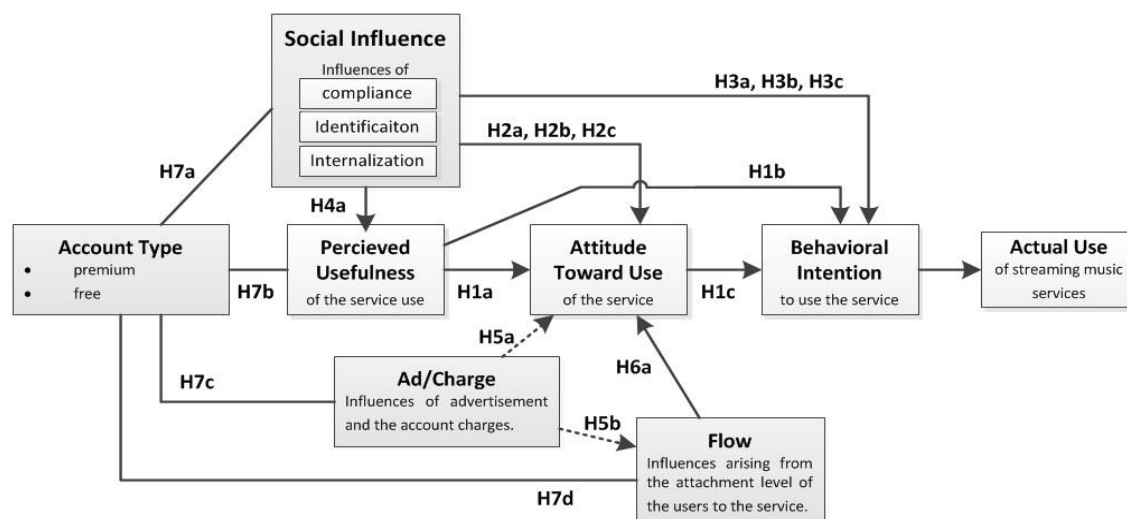 Social Influence
Influences of
compliance
Identificaiton
Internalization
H3a, H3b, H3c
H2a, H2b, H2c
H1b
H7a
H4a
Account Type
• premium
• free
H7b
Percieved
Usefulness
of the service use
H1a
Attitude
Toward Use
of the service
H1c
Behavioral
Intention
to use the service
Actual Use
of streaming music
services
H5a
H6a
H7c
Ad/Charge
Influences of advertisement
and the account charges.
H5b
Flow
Influences arising from
the attachment level of
the users to the service.
H7d